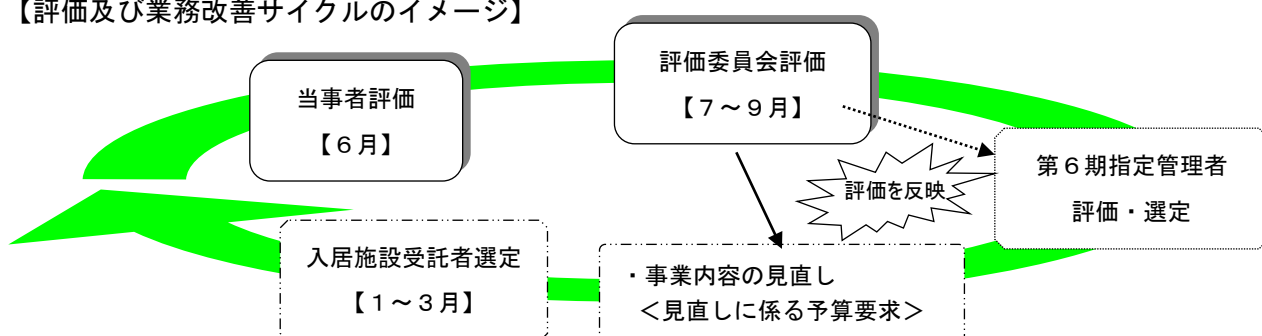 【評価及び業務改善サイクルのイメージ】
当事者評価
【６月】
評価委員会評価
【７～９月】
第６期指定管理者
評価・選定
評価を反映
入居施設受託者選定
【１～３月】
・事業内容の見直し
＜見直しに係る予算要求＞